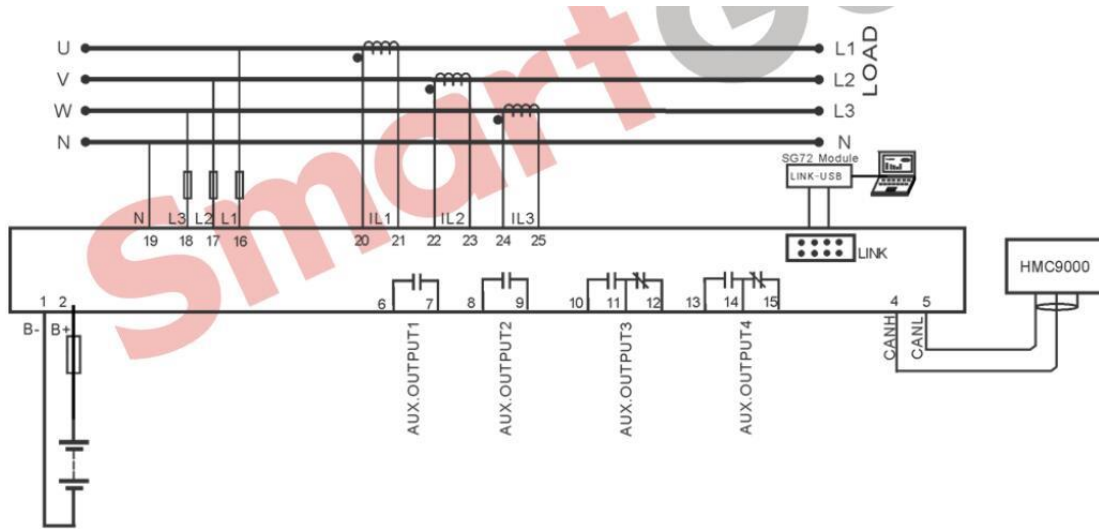 SmartG
U L1
V L2
W L3
N N
LOAD
SG72 Module
LINK-USB
N L3 L2 L1 IL1 IL2 IL3
19 18 17 16 20 21 22 23 24 25
LINK
HMC9000
1 2 6 7 8 9 10 11 12 13 14 15 4 5
B- B+
AUX.OUTPUT1
AUX.OUTPUT2
AUX.OUTPUT3
AUX.OUTPUT4
CANH
CANL